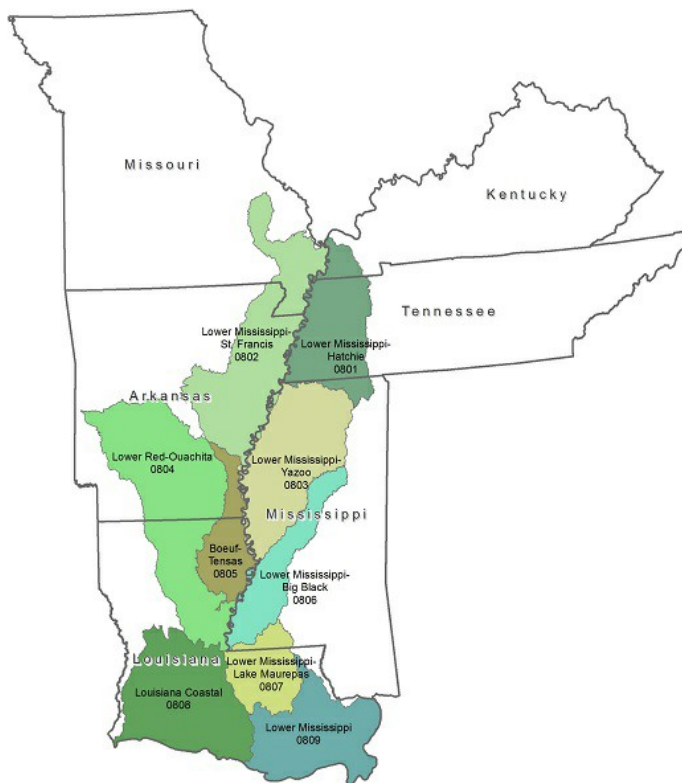 Missouri
Kentucky
Tennessee
Lower Mississippi-
St. Francis
0802
Lower Mississippi-
Hatchie
0801
Arkansas
Lower Red-Ouachita
0804
Lower Mississippi-
Yazoo
0803
Mississippi
Boeuf-
Tensas
0805
Lower Mississippi-
Big Black
0806
Louisiana
Lower Mississippi-
Lake Maurepas
0807
Louisiana Coastal
0808
Lower Mississippi
0809